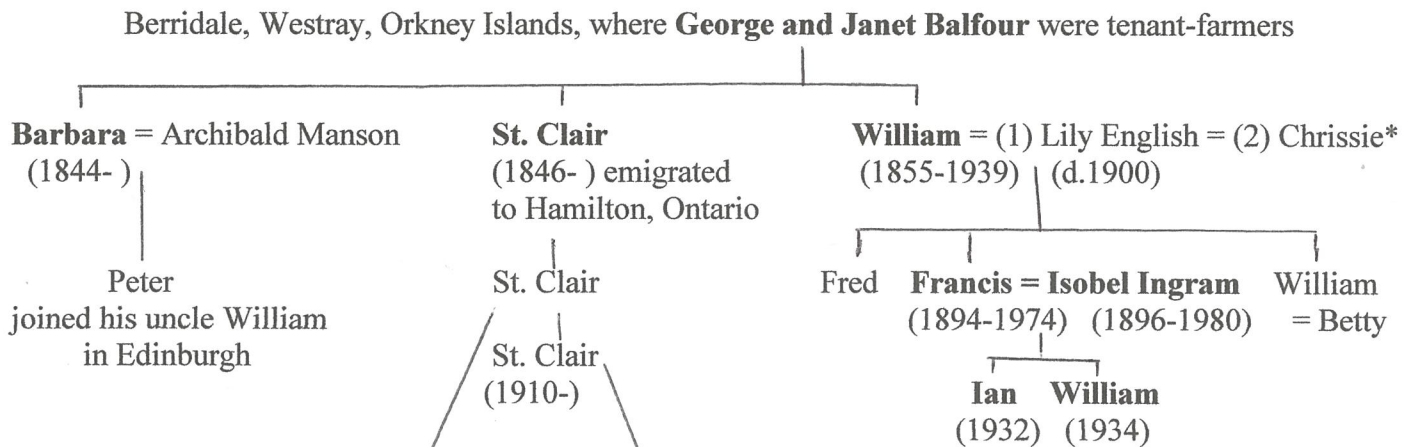 Berridale, Westray, Orkney Islands, where George and Janet Balfour were tenant-farmers
Barbara = Archibald Manson
(1844- )
St. Clair
(1846- ) emigrated
to Hamilton, Ontario
William = (1) Lily English = (2) Chrissie*
(1855-1939) (d.1900)
Peter
joined his uncle William
in Edinburgh
St. Clair
St. Clair
(1910-)
Fred
Francis = Isobel Ingram
(1894-1974) (1896-1980)
William
= Betty
Ian William
(1932) (1934)